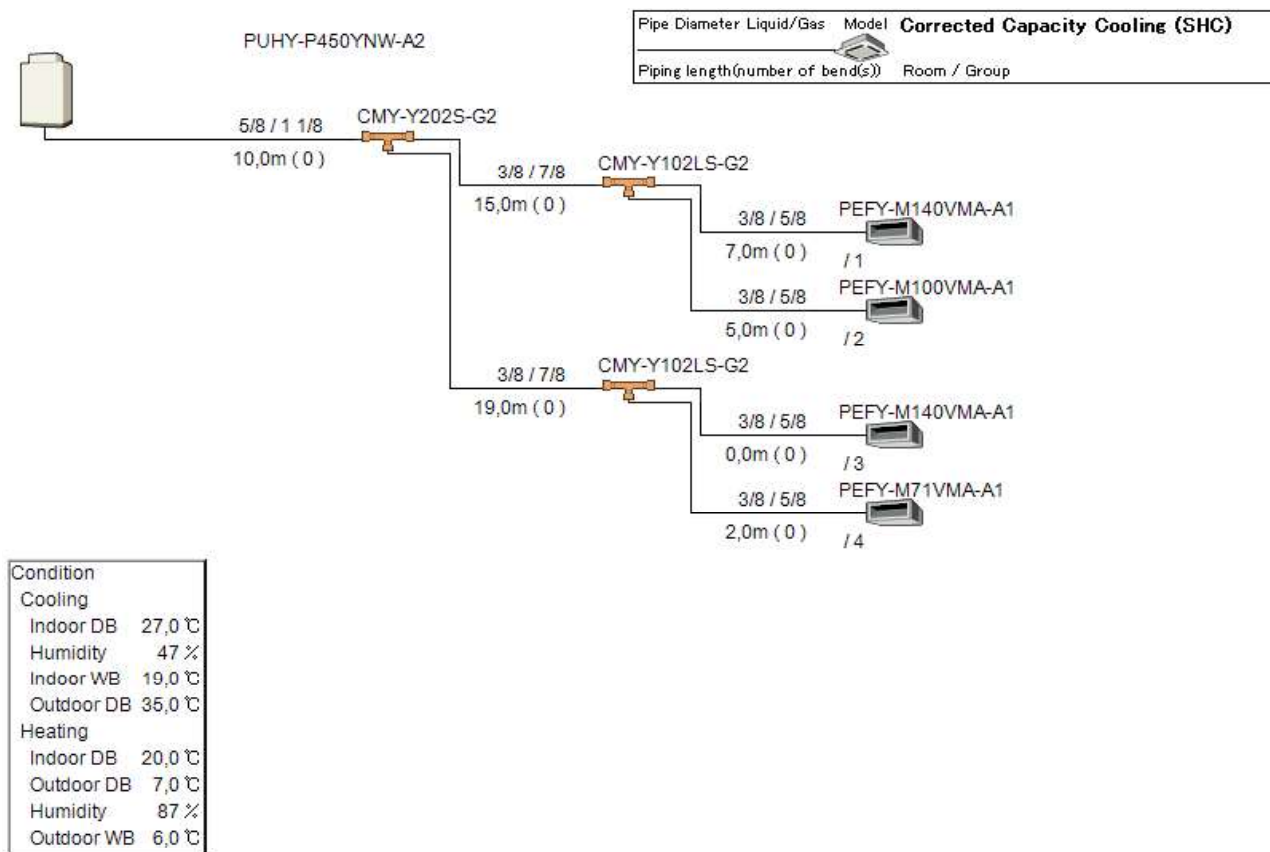 PUHY-P450YNW-A2
Pipe Diameter Liquid/Gas Model Corrected Capacity Cooling (SHC)
Piping length(number of bend(s)) Room / Group
5/8 / 1 1/8
10,0m ( 0 )
CMY-Y202S-G2
3/8 / 7/8
15,0m ( 0 )
CMY-Y102LS-G2
3/8 / 5/8
7,0m ( 0 )
PEFY-M140VMA-A1
/ 1
3/8 / 5/8
5,0m ( 0 )
PEFY-M100VMA-A1
/ 2
3/8 / 7/8
19,0m ( 0 )
CMY-Y102LS-G2
3/8 / 5/8
0,0m ( 0 )
PEFY-M140VMA-A1
/ 3
3/8 / 5/8
2,0m ( 0 )
PEFY-M71VMA-A1
/ 4
Condition
Cooling
Indoor DB 27,0 ℃
Humidity 47 %
Indoor WB 19,0 ℃
Outdoor DB 35,0 ℃
Heating
Indoor DB 20,0 ℃
Outdoor DB 7,0 ℃
Humidity 87 %
Outdoor WB 6,0 ℃